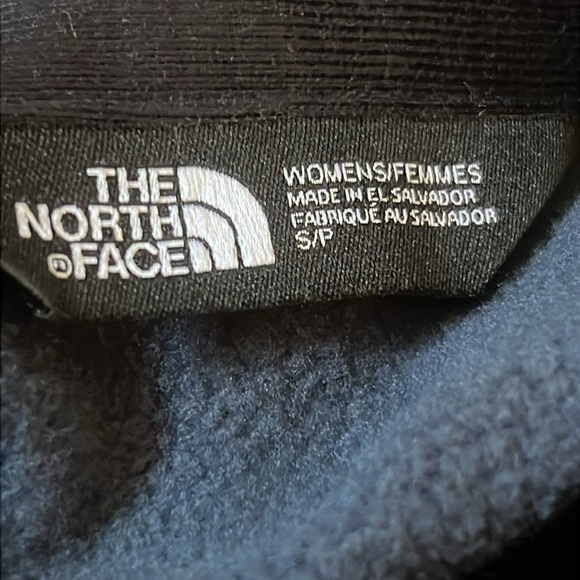 THE
NORTH
®FACE
WOMENS/FEMMES
MADE IN EL SALVADOR
FABRIQUÉ AU SALVADOR
S/P